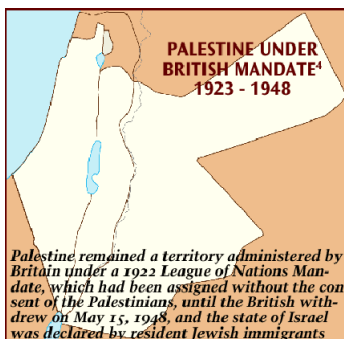 PALESTINE UNDER
BRITISH MANDATE⁴
1923 - 1948
Palestine remained a territory administered by
Britain under a 1922 League of Nations Man-
date, which had been assigned without the con
sent of the Palestinians, until the British with-
drew on May 15, 1948, and the state of Israel
was declared by resident Jewish immigrants